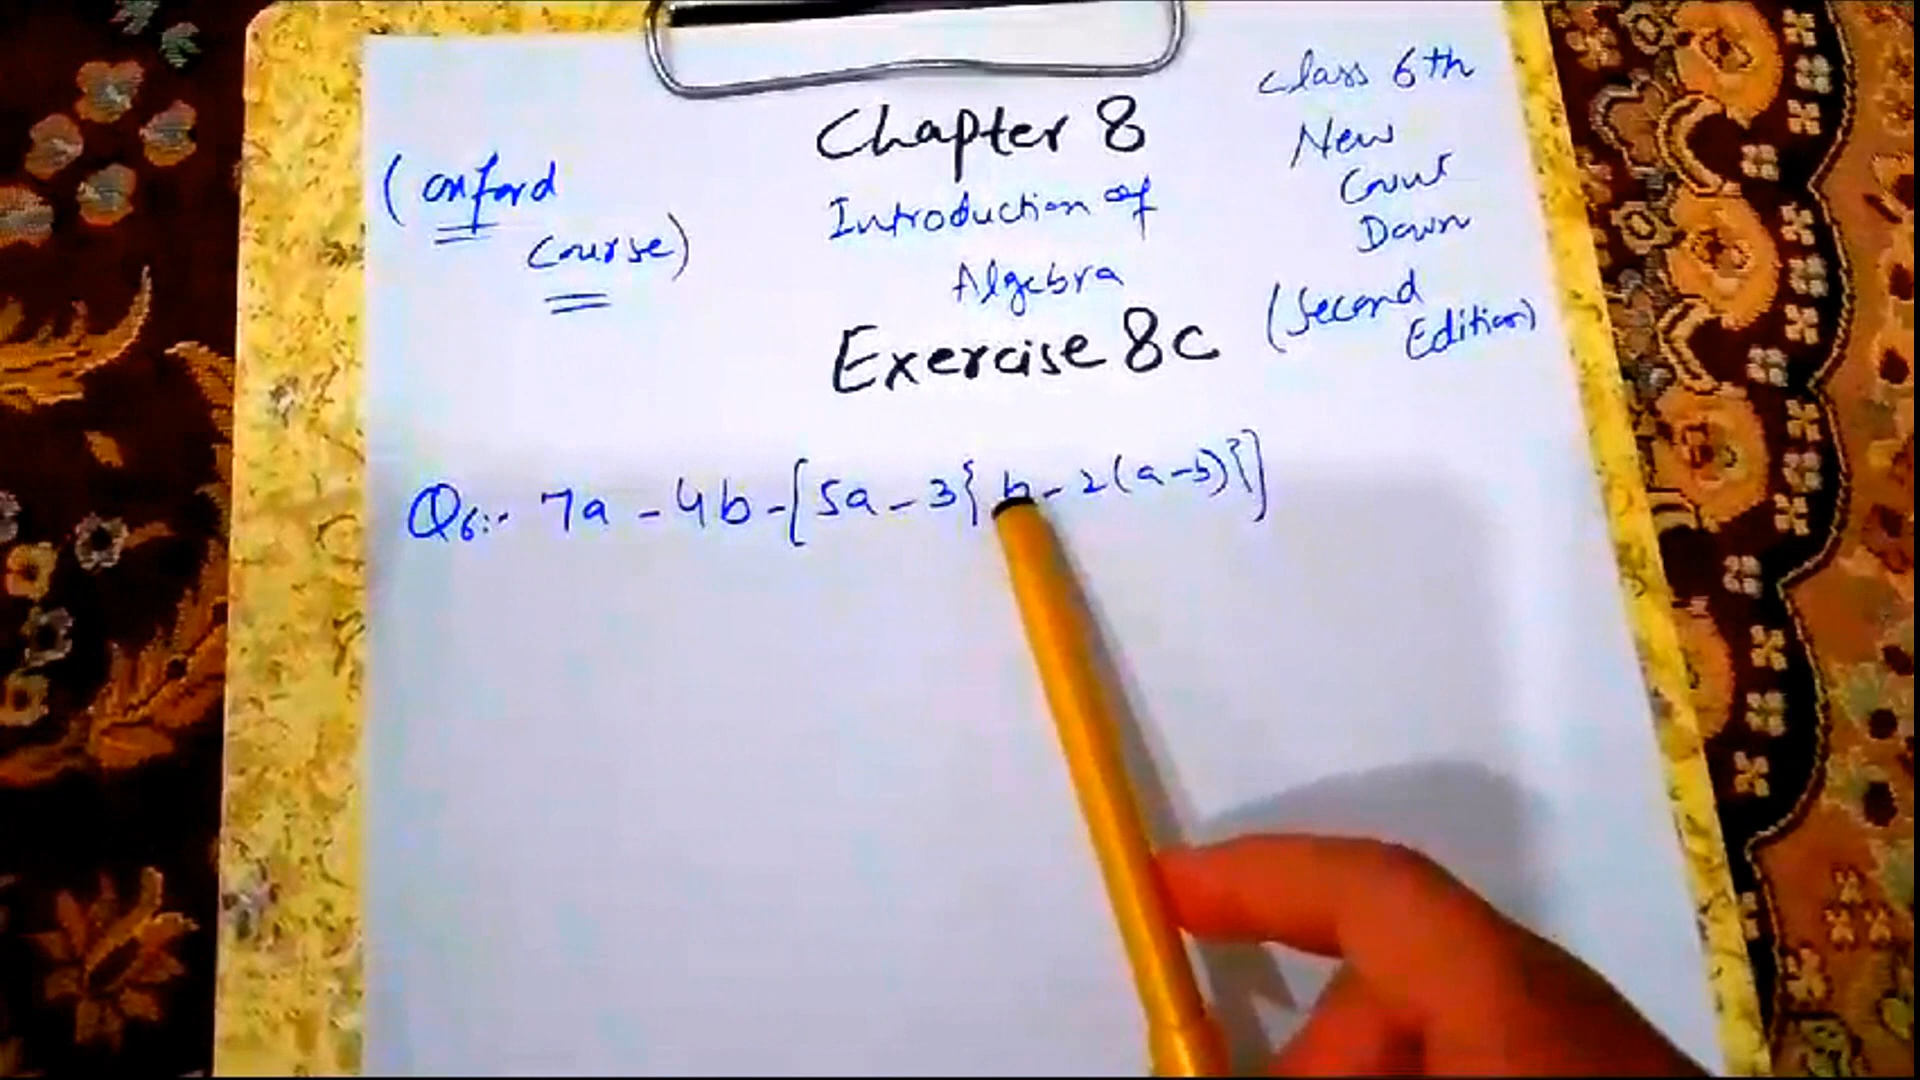 Chapter 8
Introduction of
Algebra
Exercise 8c
(oxford
course)
class 6th
New
Count
Down
(Second
Edition)
Q6:- 7a - 4b - [5a - 3{b - 2(a - b)}]